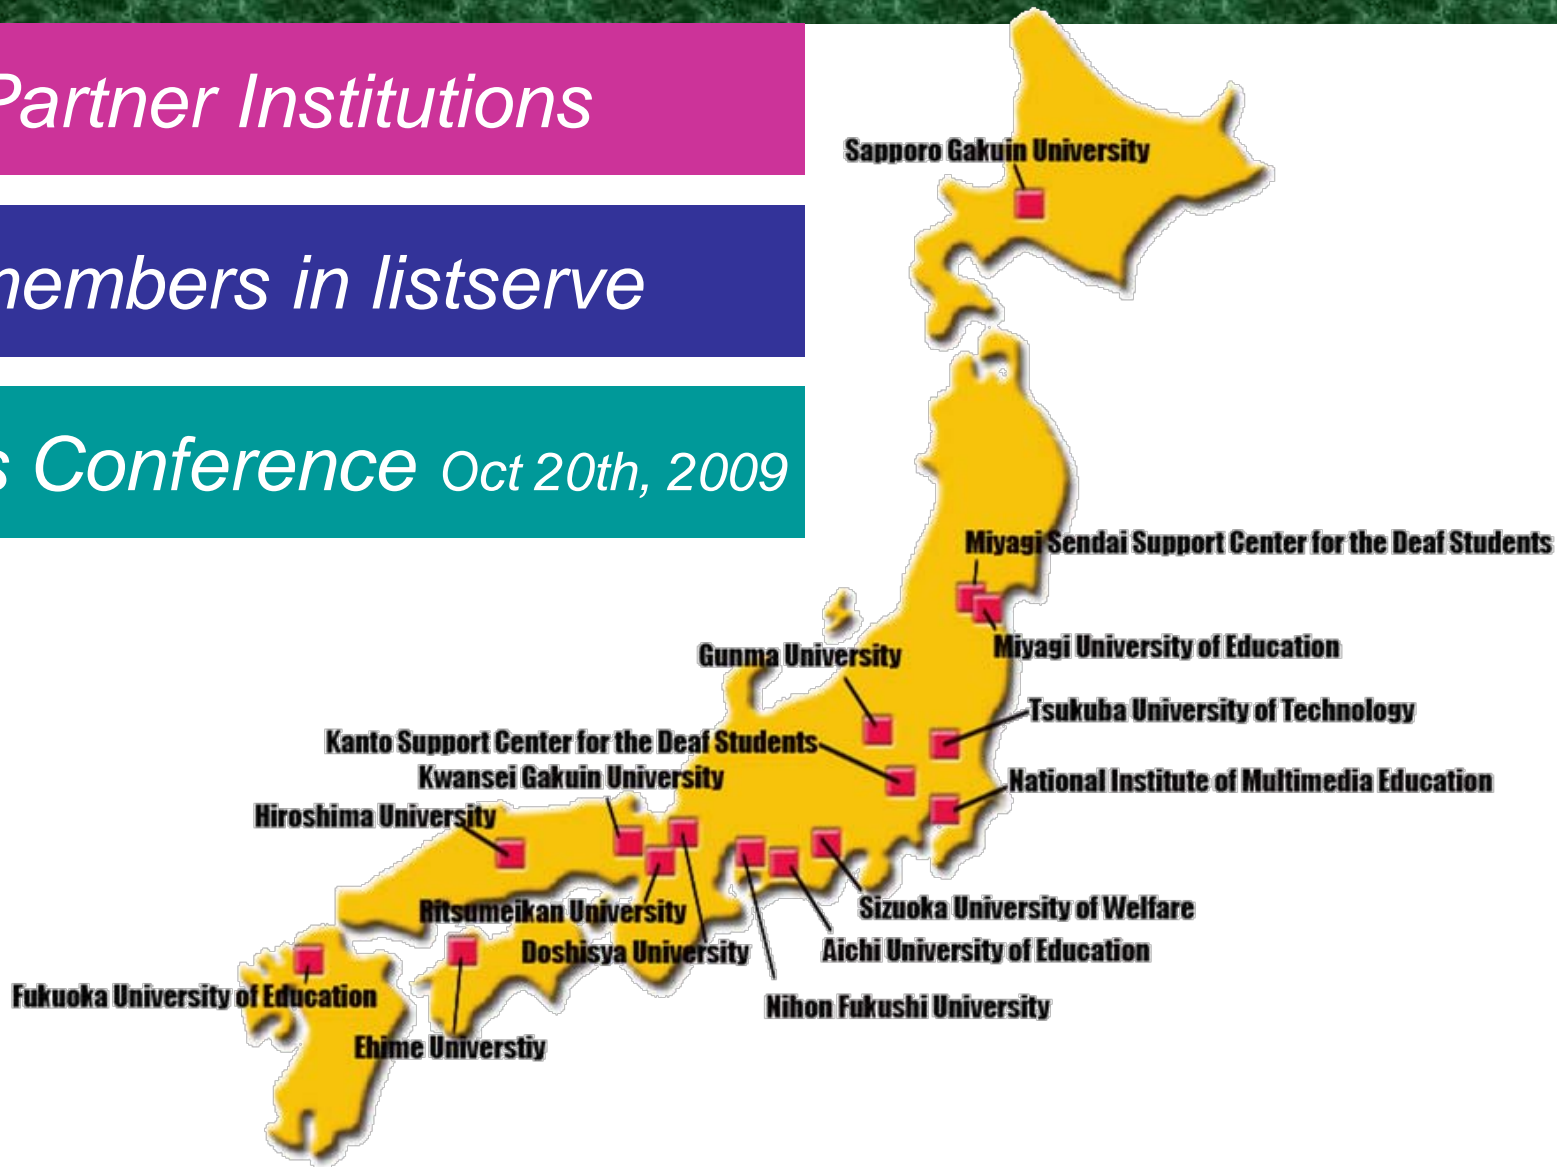 Partner Institutions
members in listserve
s Conference Oct 20th, 2009
Sapporo Gakuin University
Miyagi Sendai Support Center for the Deaf Students
Miyagi University of Education
Gunma University
Tsukuba University of Technology
Kanto Support Center for the Deaf Students
Kwansei Gakuin University
National Institute of Multimedia Education
Hiroshima University
Sizuoka University of Welfare
Ritsumeikan University
Doshisya University
Aichi University of Education
Fukuoka University of Education
Nihon Fukushi University
Ehime Universtiy